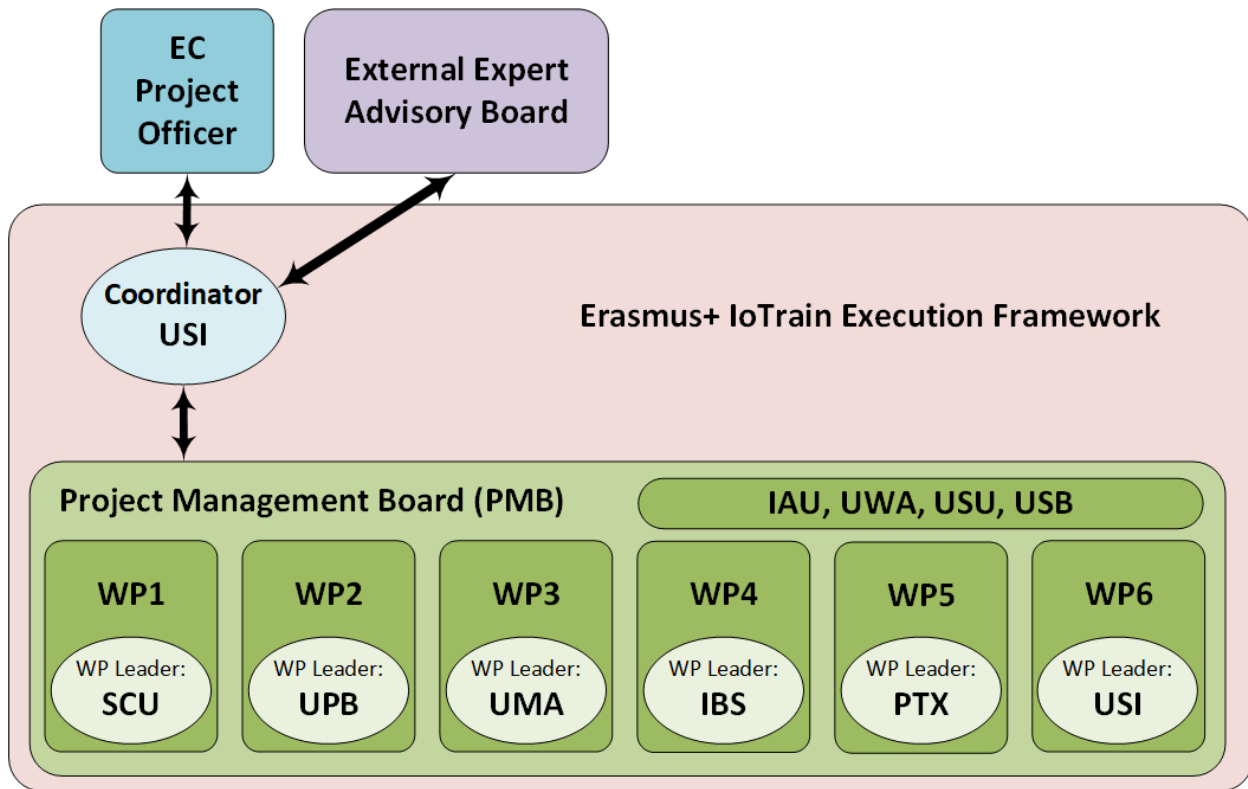 EC
Project
Officer
External Expert
Advisory Board
Coordinator
USI
Erasmus+ IoTrain Execution Framework
Project Management Board (PMB)
IAU, UWA, USU, USB
WP1
WP Leader:
SCU
WP2
WP Leader:
UPB
WP3
WP Leader:
UMA
WP4
WP Leader:
IBS
WP5
WP Leader:
PTX
WP6
WP Leader:
USI